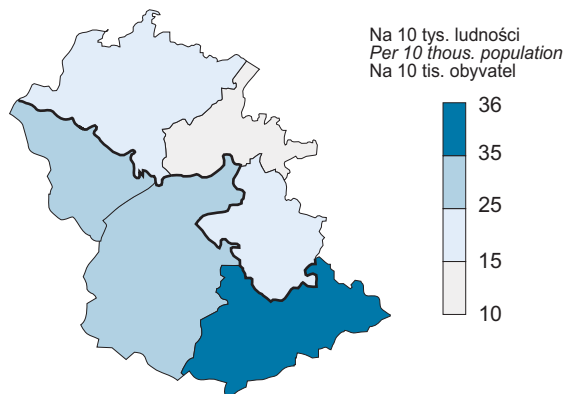 Na 10 tys. ludności
Per 10 thous. population
Na 10 tis. obyvatel
36
35
25
15
10